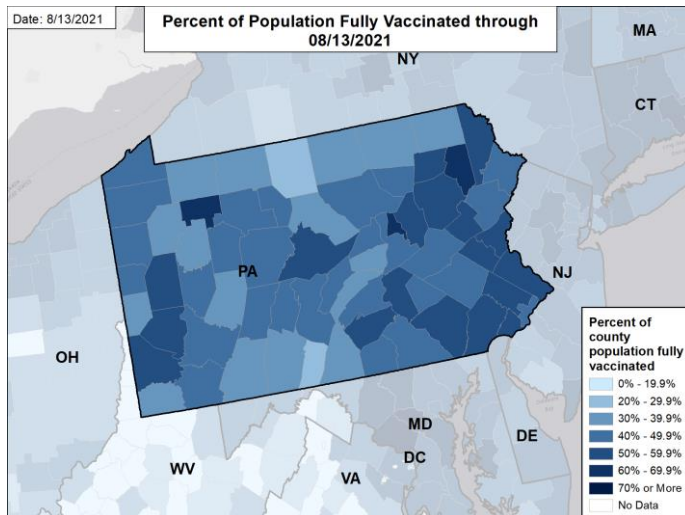 Date: 8/13/2021
Percent of Population Fully Vaccinated through
08/13/2021
NY
MA
CT
PA
NJ
OH
WV
VA
MD
DC
DE
Percent of
county
population fully
vaccinated
0% - 19.9%
20% - 29.9%
30% - 39.9%
40% - 49.9%
50% - 59.9%
60% - 69.9%
70% or More
No Data